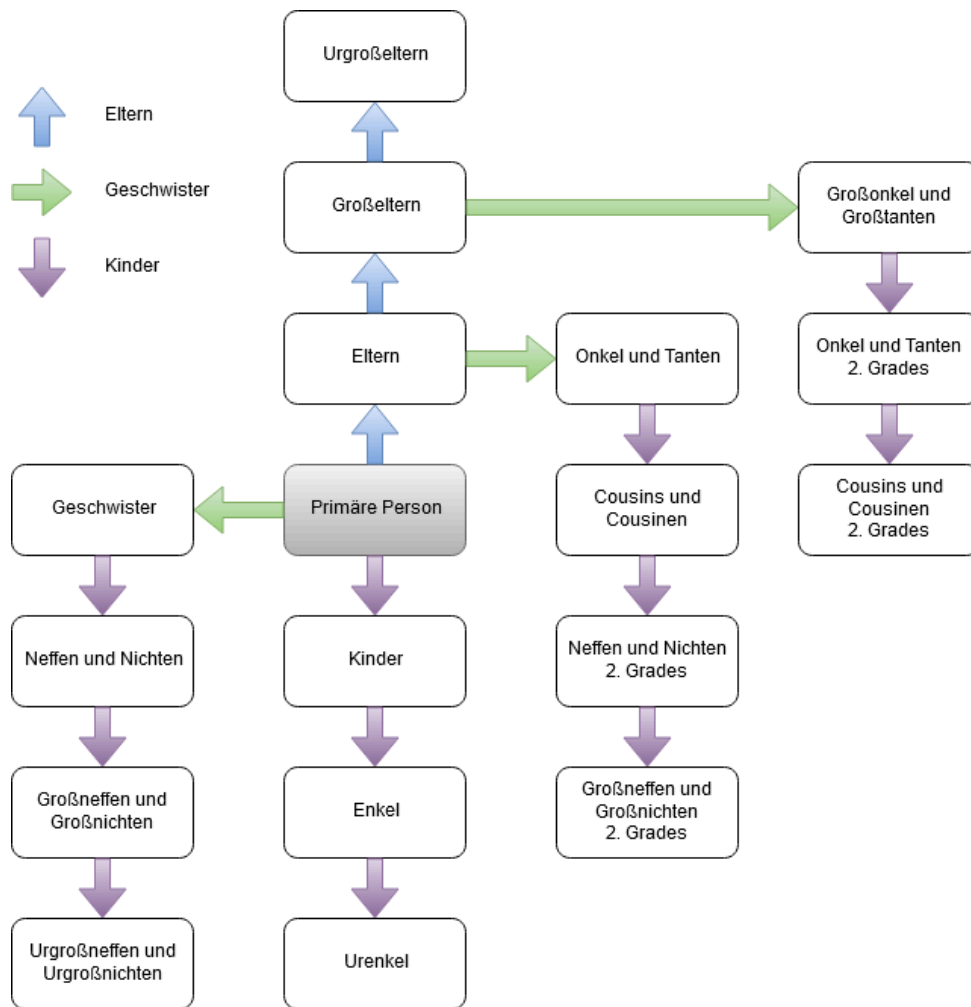 Urgroßeltern
Eltern
Geschwister
Kinder
Großeltern
Großonkel und
Großtanten
Eltern
Onkel und Tanten
Onkel und Tanten
2. Grades
Geschwister
Primäre Person
Cousins und
Cousinen
Cousins und
Cousinen
2. Grades
Neffen und Nichten
Kinder
Neffen und Nichten
2. Grades
Großneffen und
Großnichten
Enkel
Großneffen und
Großnichten
2. Grades
Urgroßneffen und
Urgroßnichten
Urenkel